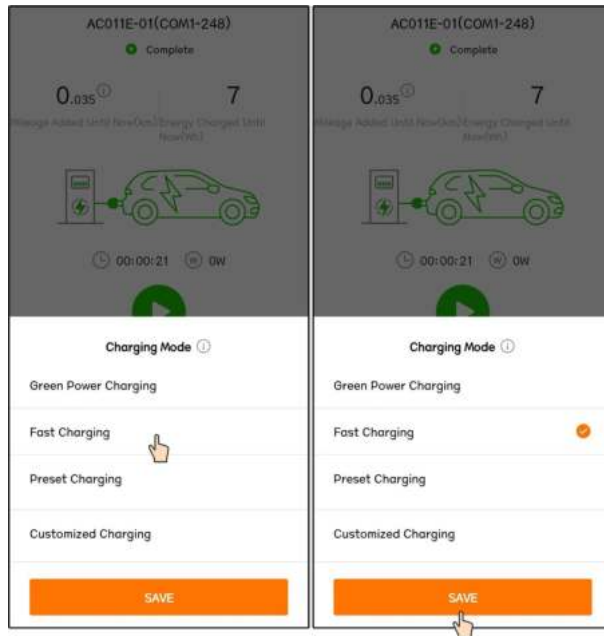 AC011E-01(COM1-248)
Complete
0.035
7
Mileage Added Until Now(km)
Energy Charged Until
Now(Wh)
00:00:21
W
0W
Charging Mode
Green Power Charging
Fast Charging
Preset Charging
Customized Charging
SAVE
AC011E-01(COM1-248)
Complete
0.035
7
Mileage Added Until Now(km)
Energy Charged Until
Now(Wh)
00:00:21
W
0W
Charging Mode
Green Power Charging
Fast Charging
Preset Charging
Customized Charging
SAVE